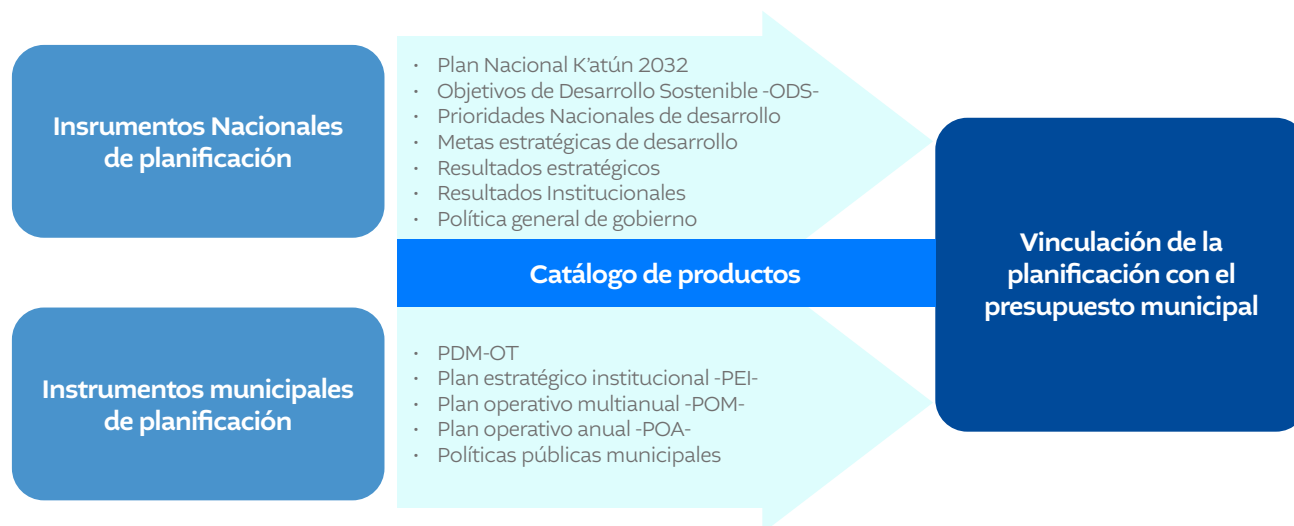 Insrumentos Nacionales
de planificación
· Plan Nacional K'atún 2032
· Objetivos de Desarrollo Sostenible -ODS-
· Prioridades Nacionales de desarrollo
· Metas estratégicas de desarrollo
· Resultados estratégicos
· Resultados Institucionales
· Política general de gobierno
Catálogo de productos
Instrumentos municipales
de planificación
· PDM-OT
· Plan estratégico institucional -PEI-
· Plan operativo multianual -POM-
· Plan operativo anual -POA-
· Políticas públicas municipales
Vinculación de la
planificación con el
presupuesto municipal